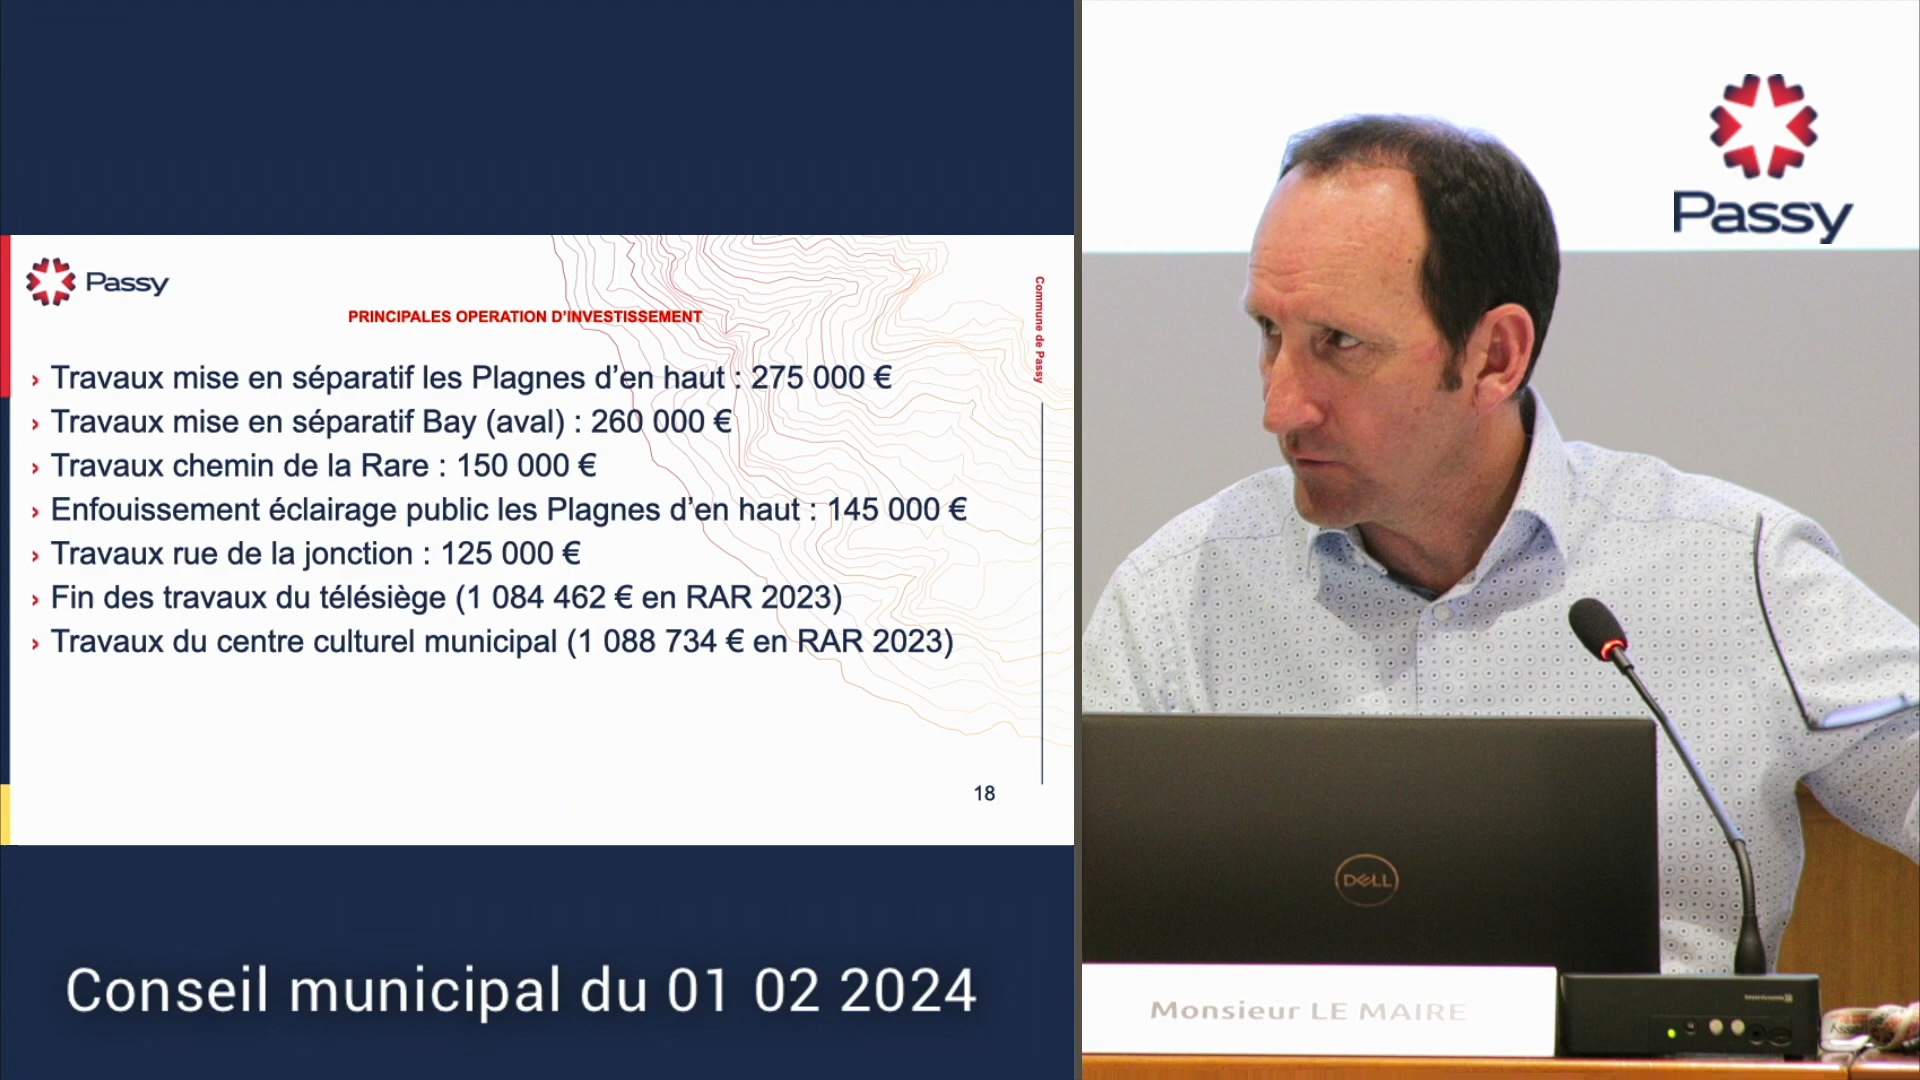 Passy
PRINCIPALES OPERATION D'INVESTISSEMENT
Commune de Passy
› Travaux mise en séparatif les Plagnes d’en haut : 275 000 €
› Travaux mise en séparatif Bay (aval) : 260 000 €
› Travaux chemin de la Rare : 150 000 €
› Enfouissement éclairage public les Plagnes d’en haut : 145 000 €
› Travaux rue de la jonction : 125 000 €
› Fin des travaux du télésiège (1 084 462 € en RAR 2023)
› Travaux du centre culturel municipal (1 088 734 € en RAR 2023)
18
Conseil municipal du 01 02 2024
Passy
DELL
Monsieur LE MAIRE